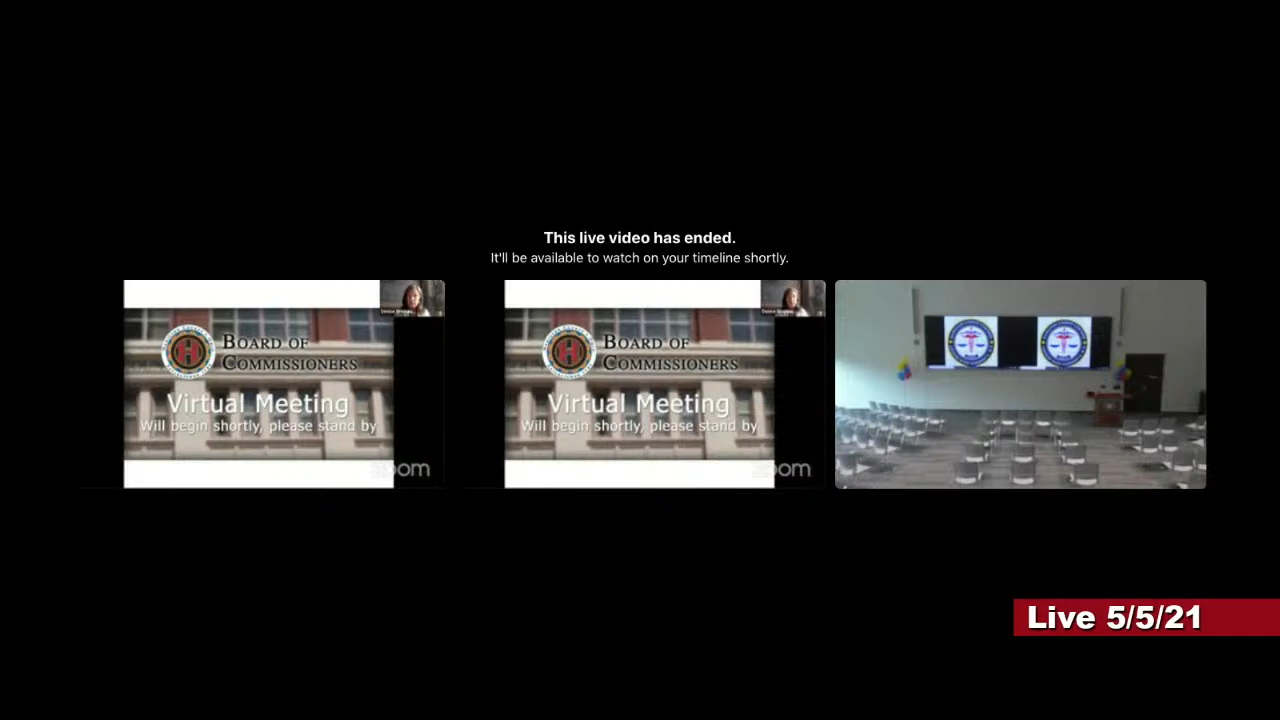 This live video has ended.
It'll be available to watch on your timeline shortly.
BOARD OF
COMMISSIONERS
Virtual Meeting
Will begin shortly, please stand by
zoom
BOARD OF
COMMISSIONERS
Virtual Meeting
Will begin shortly, please stand by
zoom
Live 5/5/21